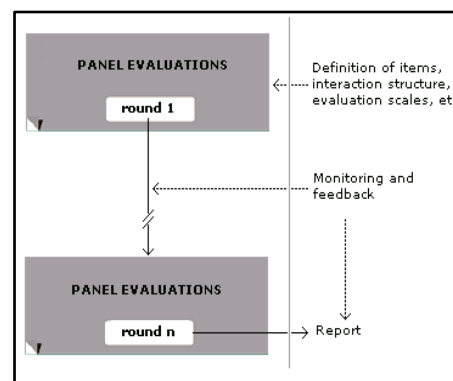 PANEL EVALUATIONS
round 1
Definition of items,
interaction structure,
evaluation scales, et
Monitoring and
feedback
PANEL EVALUATIONS
round n
Report